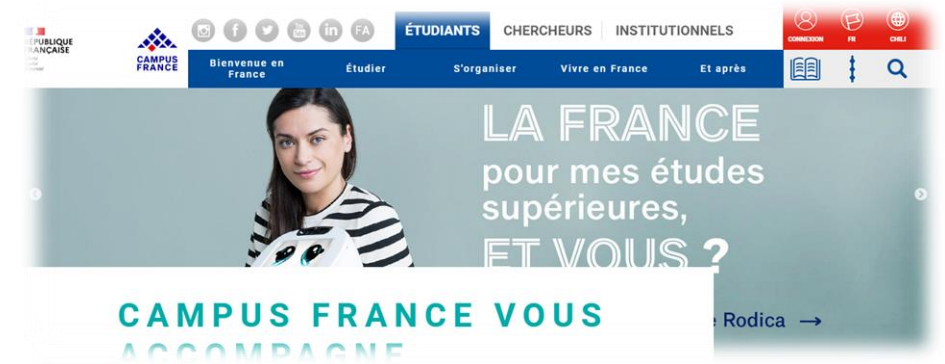 RÉPUBLIQUE
FRANÇAISE
CAMPUS
FRANCE
FA
ÉTUDIANTS
CHERCHEURS
INSTITUTIONNELS
CONNEXION
FR
CHILI
Bienvenue en
France
Étudier
S'organiser
Vivre en France
Et après
LA FRANCE
pour mes études
supérieures,
ET VOUS ?
Rodica →
CAMPUS FRANCE VOUS
ACCOMPAGNE